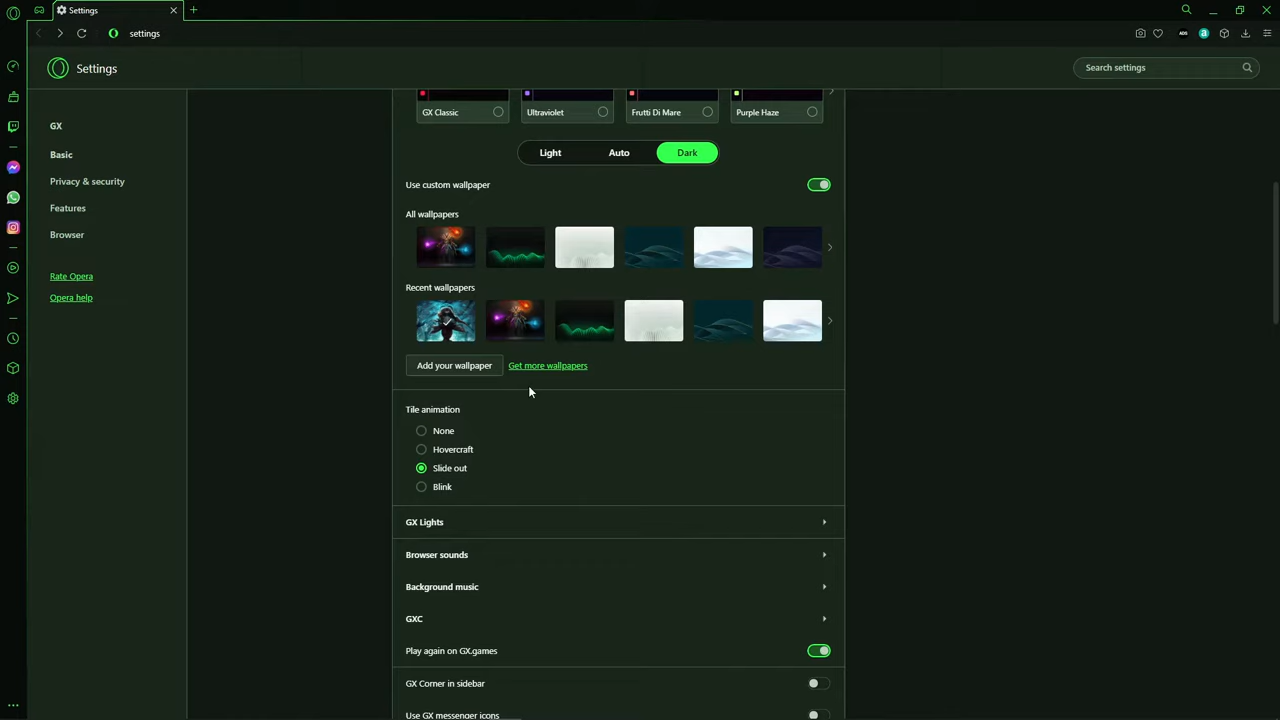 Settings
settings
Settings
Search settings
GX
Basic
Privacy & security
Features
Browser
Rate Opera
Opera help
GX Classic
Ultraviolet
Frutti Di Mare
Purple Haze
Light
Auto
Dark
Use custom wallpaper
All wallpapers
Recent wallpapers
Add your wallpaper
Get more wallpapers
Tile animation
None
Hovercraft
Slide out
Blink
GX Lights
Browser sounds
Background music
GXC
Play again on GX.games
GX Corner in sidebar
Use GX messenger icons